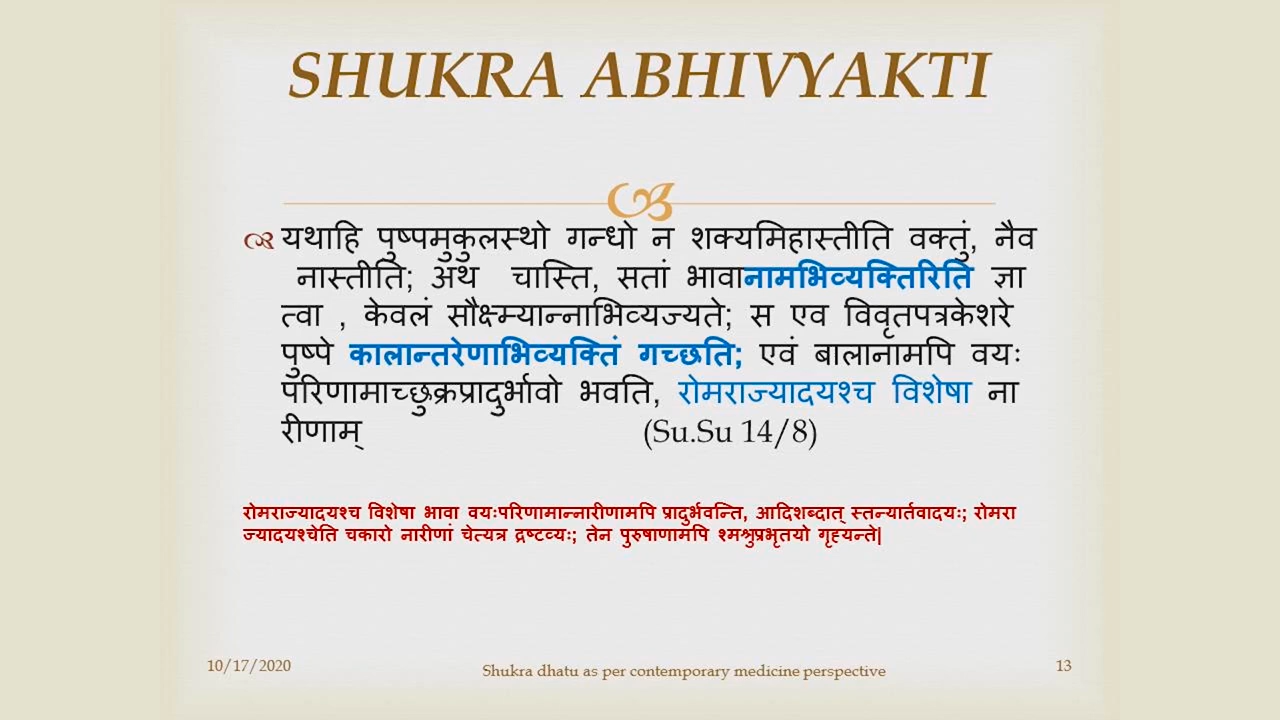 SHUKRA ABHIVYAKTI
यथाहि पुष्पमुकुलस्थो गन्धो न शक्यमिहास्तीति वक्तुं, नैव
नास्तीति; अथ चास्ति, सतां भावानामभिव्यक्तिरिति ज्ञा
त्वा , केवलं सौक्ष्म्यान्नाभिव्यज्यते; स एव विवृतपत्रकेशरे
पुष्पे कालान्तरेणाभिव्यक्तिं गच्छति; एवं बालानामपि वयः
परिणामाच्छुक्रप्रादुर्भावो भवति, रोमराज्यादयश्च विशेषा ना
रीणाम् (Su.Su 14/8)
रोमराज्यादयश्च विशेषा भावा वयःपरिणामान्नारीणामपि प्रादुर्भवन्ति, आदिशब्दात् स्तन्यार्तवादयः; रोमरा
ज्यादयश्चेति चकारो नारीणां चेत्यत्र द्रष्टव्यः; तेन पुरुषाणामपि श्मश्रुप्रभृतयो गृह्यन्ते|
10/17/2020
Shukra dhatu as per contemporary medicine perspective
13